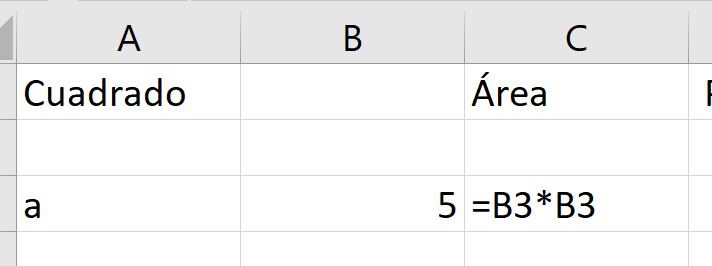 A B C
Cuadrado Área
a 5 =B3*B3